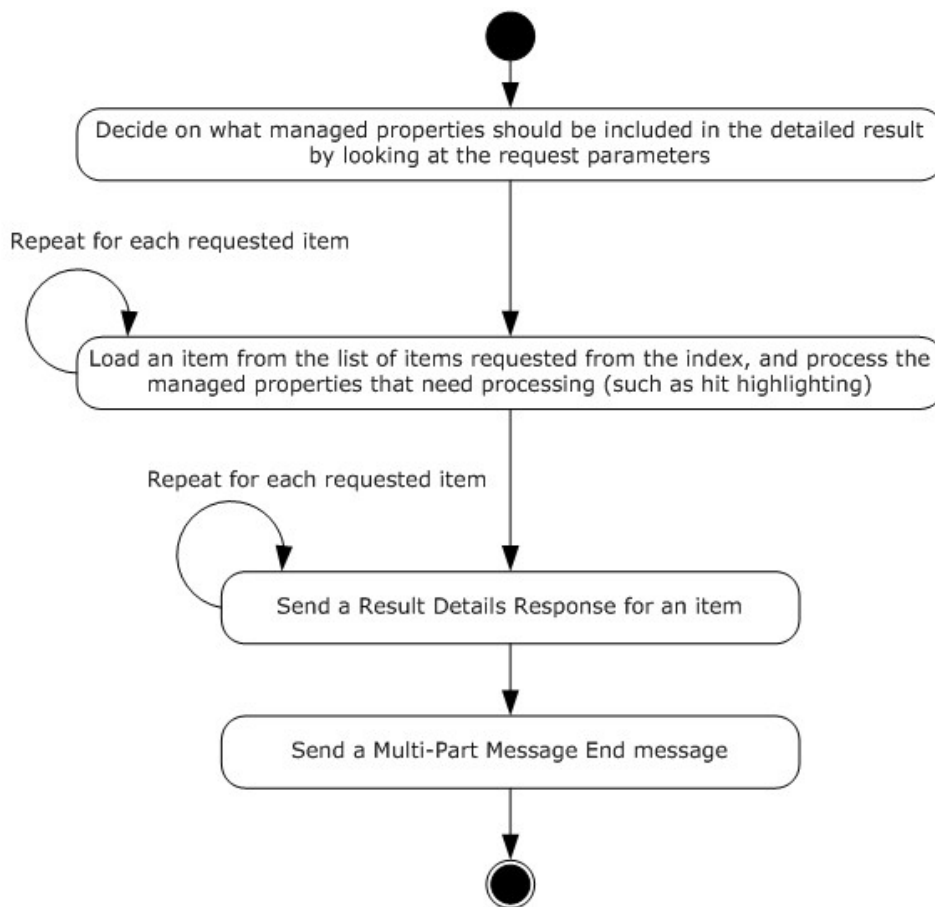 Decide on what managed properties should be included in the detailed result
by looking at the request parameters
Repeat for each requested item
Load an item from the list of items requested from the index, and process the
managed properties that need processing (such as hit highlighting)
Repeat for each requested item
Send a Result Details Response for an item
Send a Multi-Part Message End message